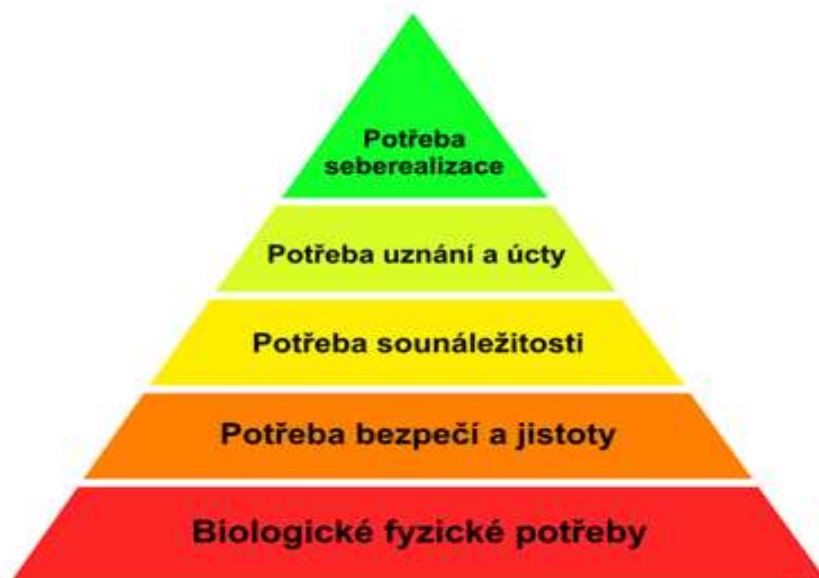 Potřeba
seberealizace
Potřeba uznání a úcty
Potřeba sounáležitosti
Potřeba bezpečí a jistoty
Biologické fyzické potřeby